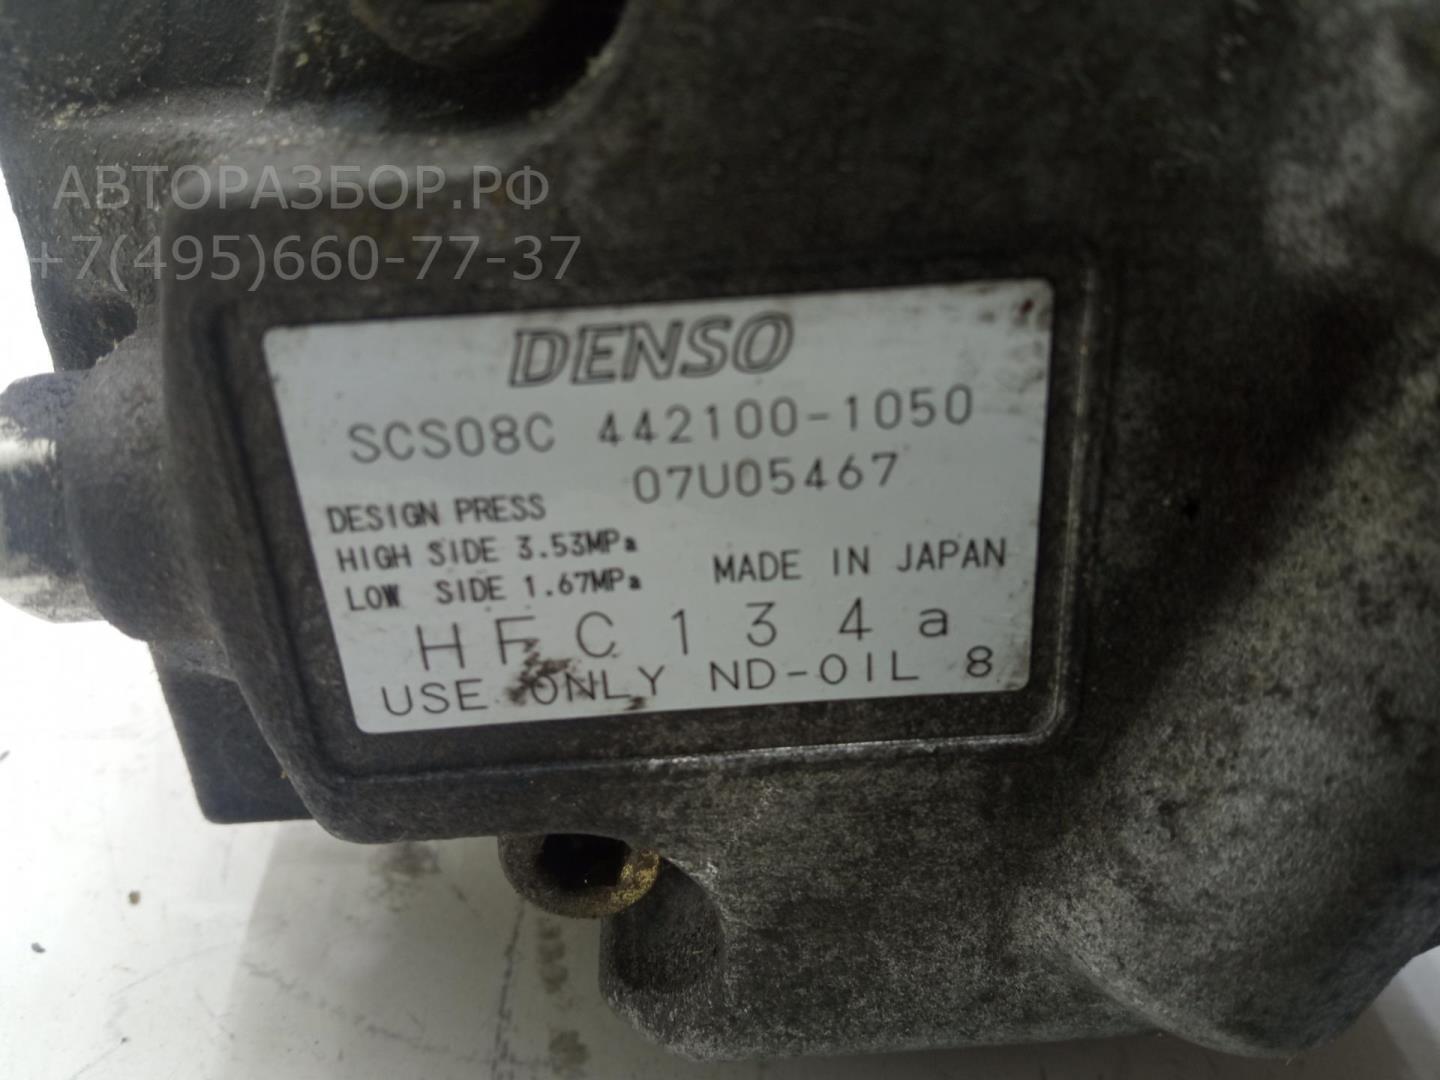 АВТОРАЗБОР.РФ
+7(495)660-77-37
DENSO
SCS08C 442100-1050
07U05467
DESIGN PRESS
HIGH SIDE 3.53MPa
LOW SIDE 1.67MPa
MADE IN JAPAN
HFC134a
USE ONLY ND-OIL 8